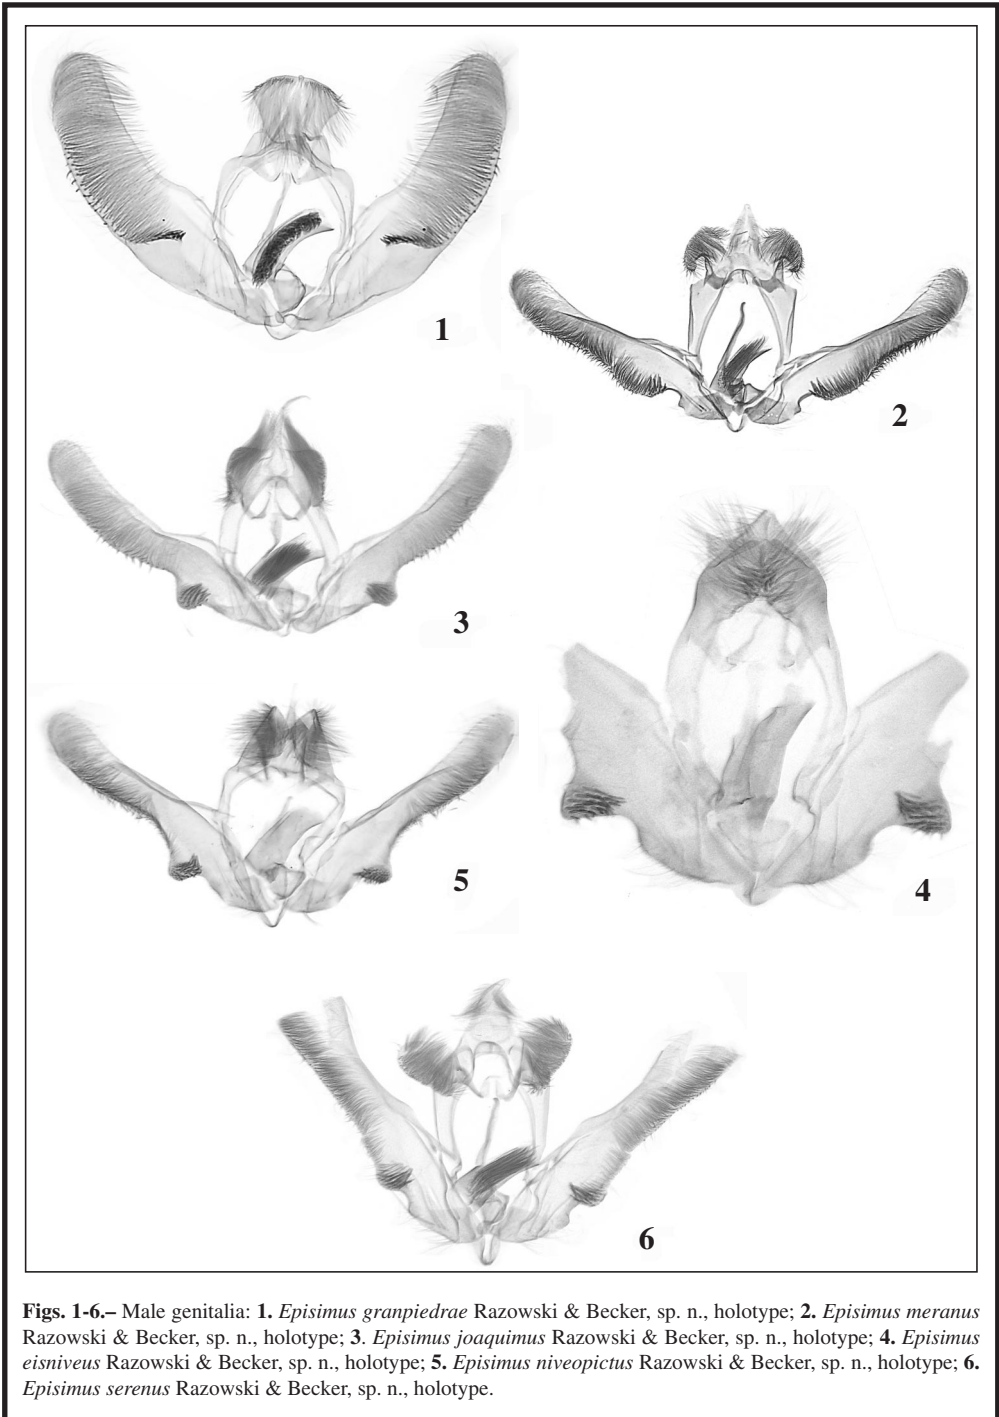 1
2
3
4
5
6
Figs. 1-6.– Male genitalia: 1. Episimus granpiedrae Razowski & Becker, sp. n., holotype; 2. Episimus meranus
Razowski & Becker, sp. n., holotype; 3. Episimus joaquimus Razowski & Becker, sp. n., holotype; 4. Episimus
eisniveus Razowski & Becker, sp. n., holotype; 5. Episimus niveopictus Razowski & Becker, sp. n., holotype; 6.
Episimus serenus Razowski & Becker, sp. n., holotype.